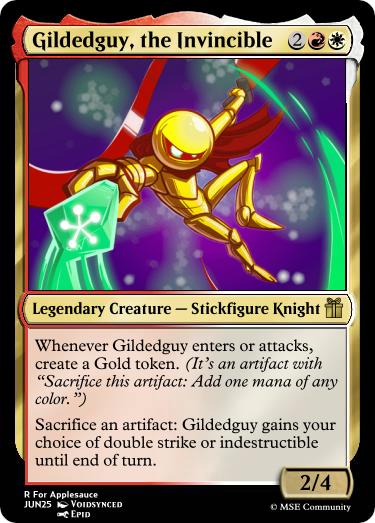 Gildedguy, the Invincible 2
Legendary Creature — Stickfigure Knight
Whenever Gildedguy enters or attacks,
create a Gold token. (It's an artifact with
“Sacrifice this artifact: Add one mana of any
color.”)
Sacrifice an artifact: Gildedguy gains your
choice of double strike or indestructible
until end of turn.
2/4
R For Applesauce
JUN25 Voidsynced
Epid
© MSE Community